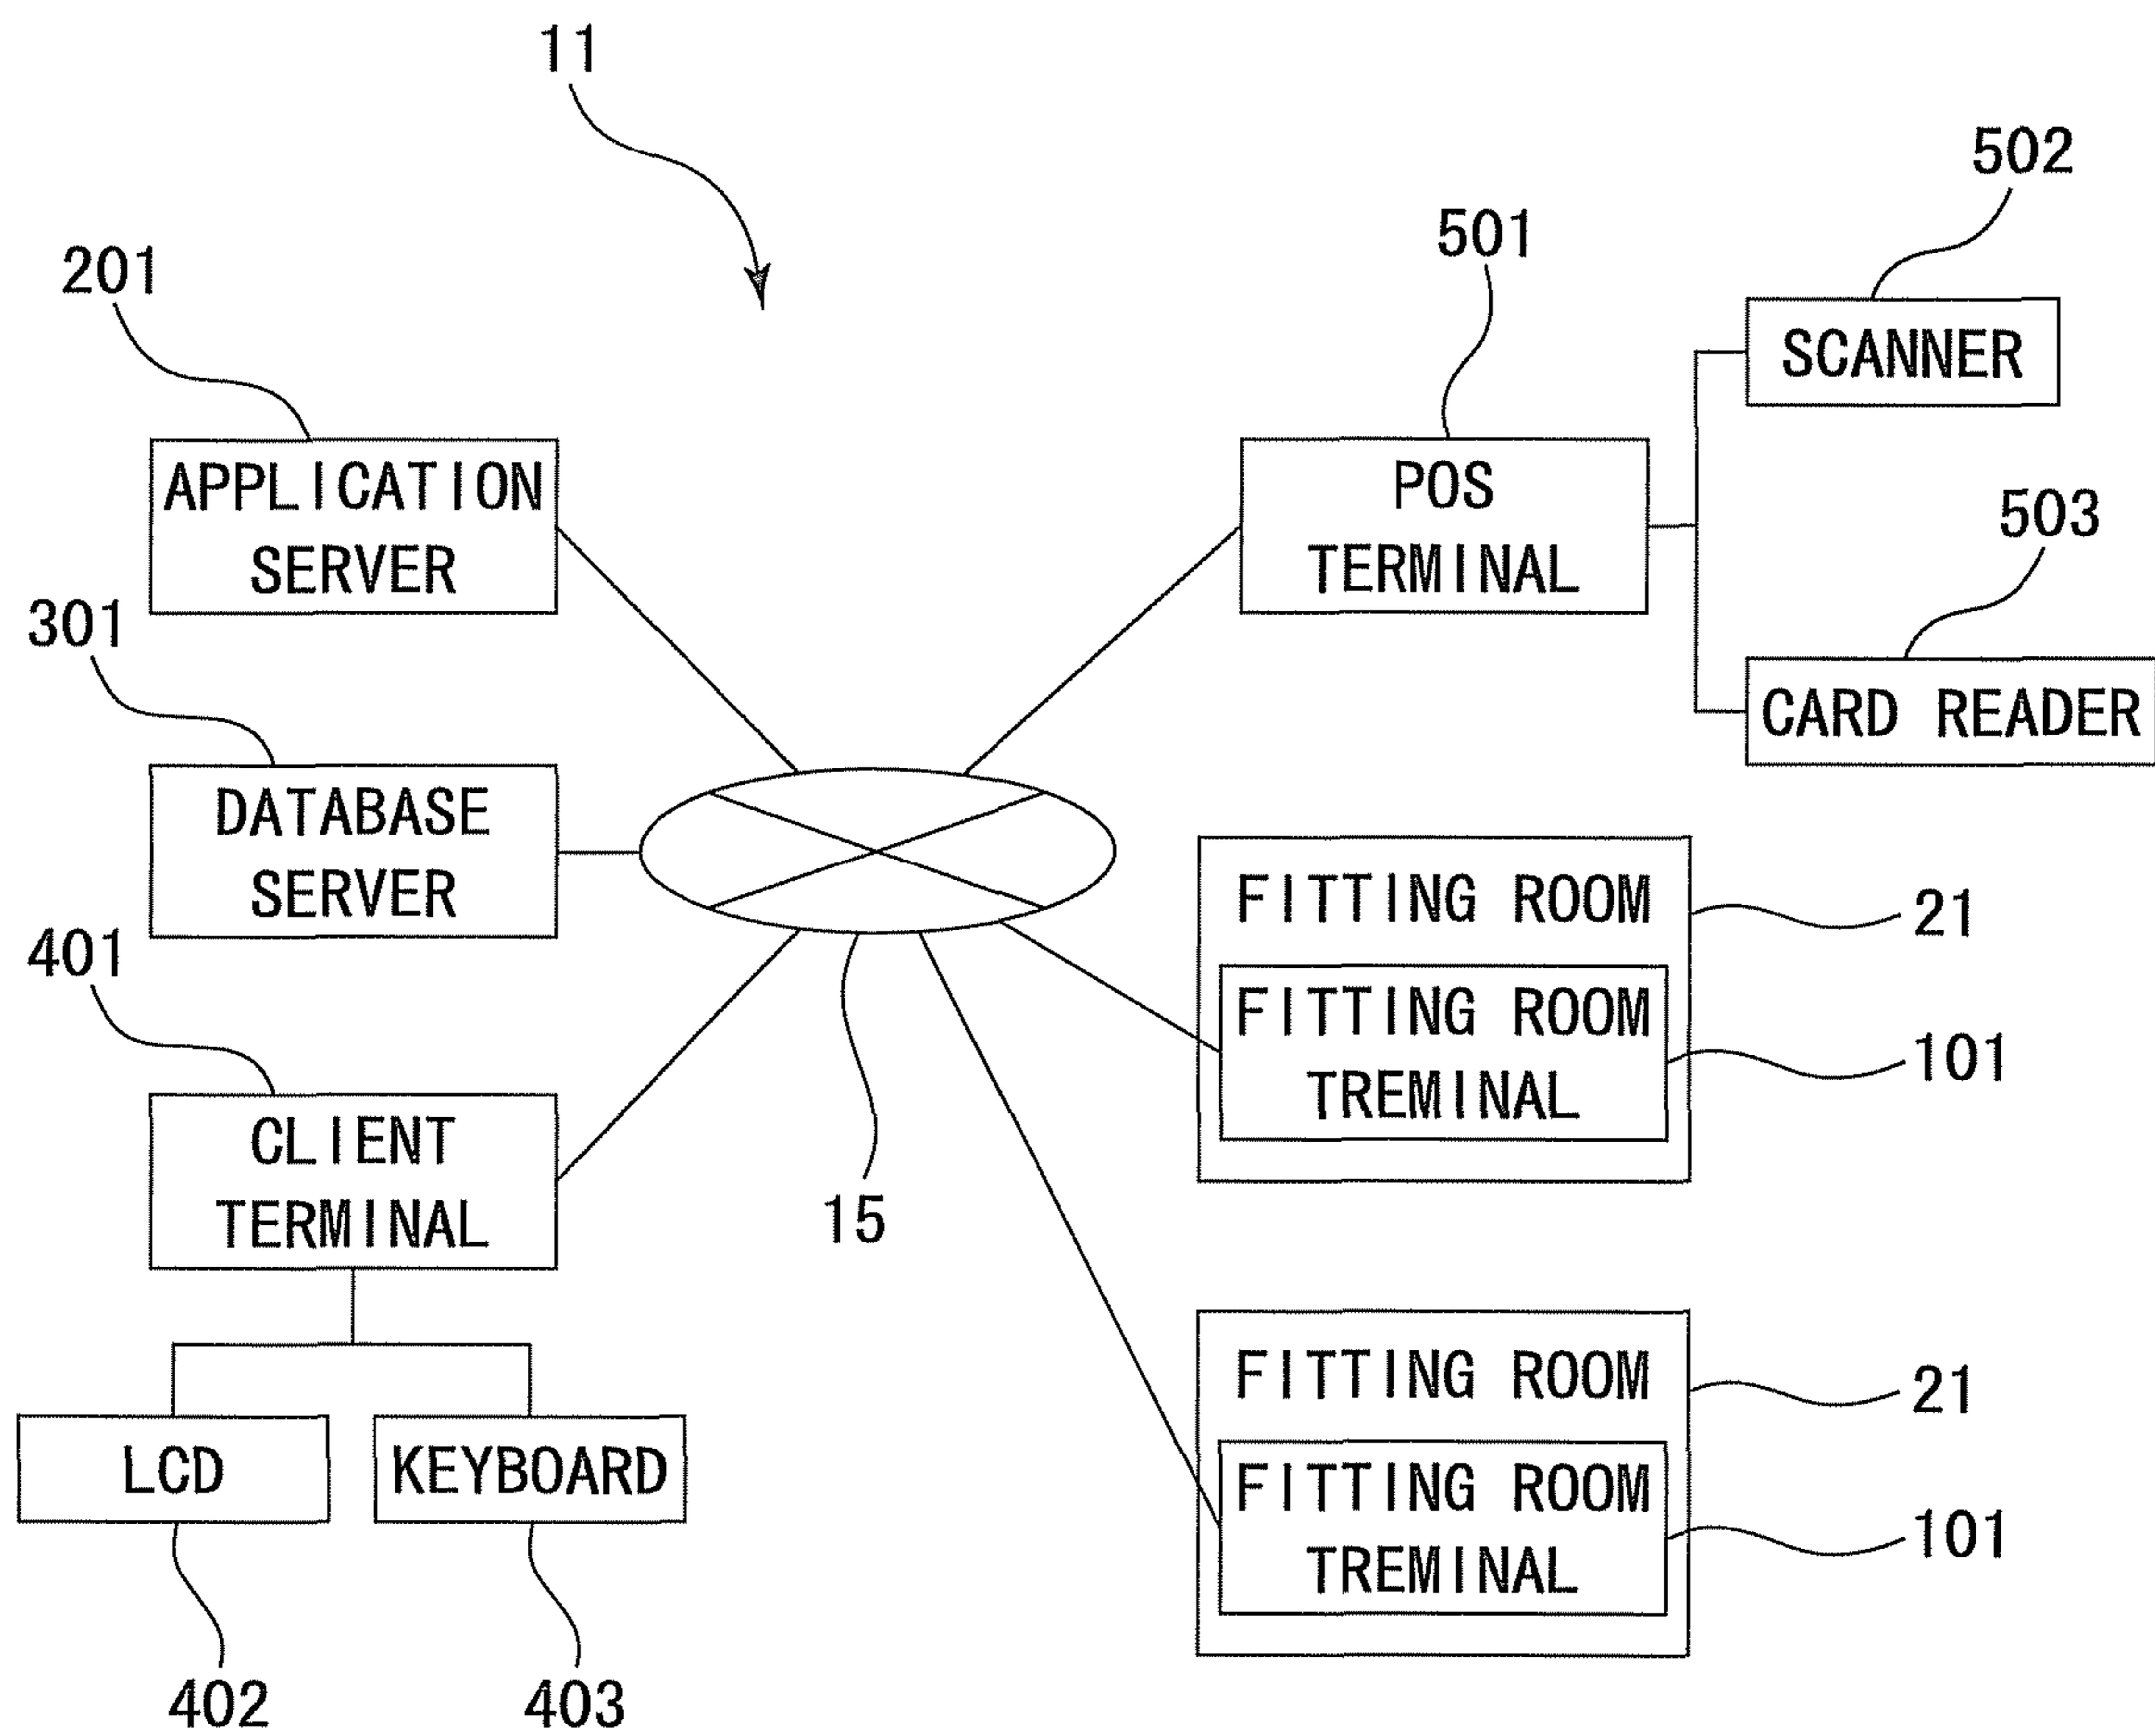 11
502
501
201
SCANNER
APPLICATION
SERVER
POS
TERMINAL
503
301
CARD READER
DATABASE
SERVER
FITTING ROOM
21
401
FITTING ROOM
TREMINAL
101
CLIENT
TERMINAL
15
FITTING ROOM
21
LCD
KEYBOARD
FITTING ROOM
TREMINAL
101
402
403